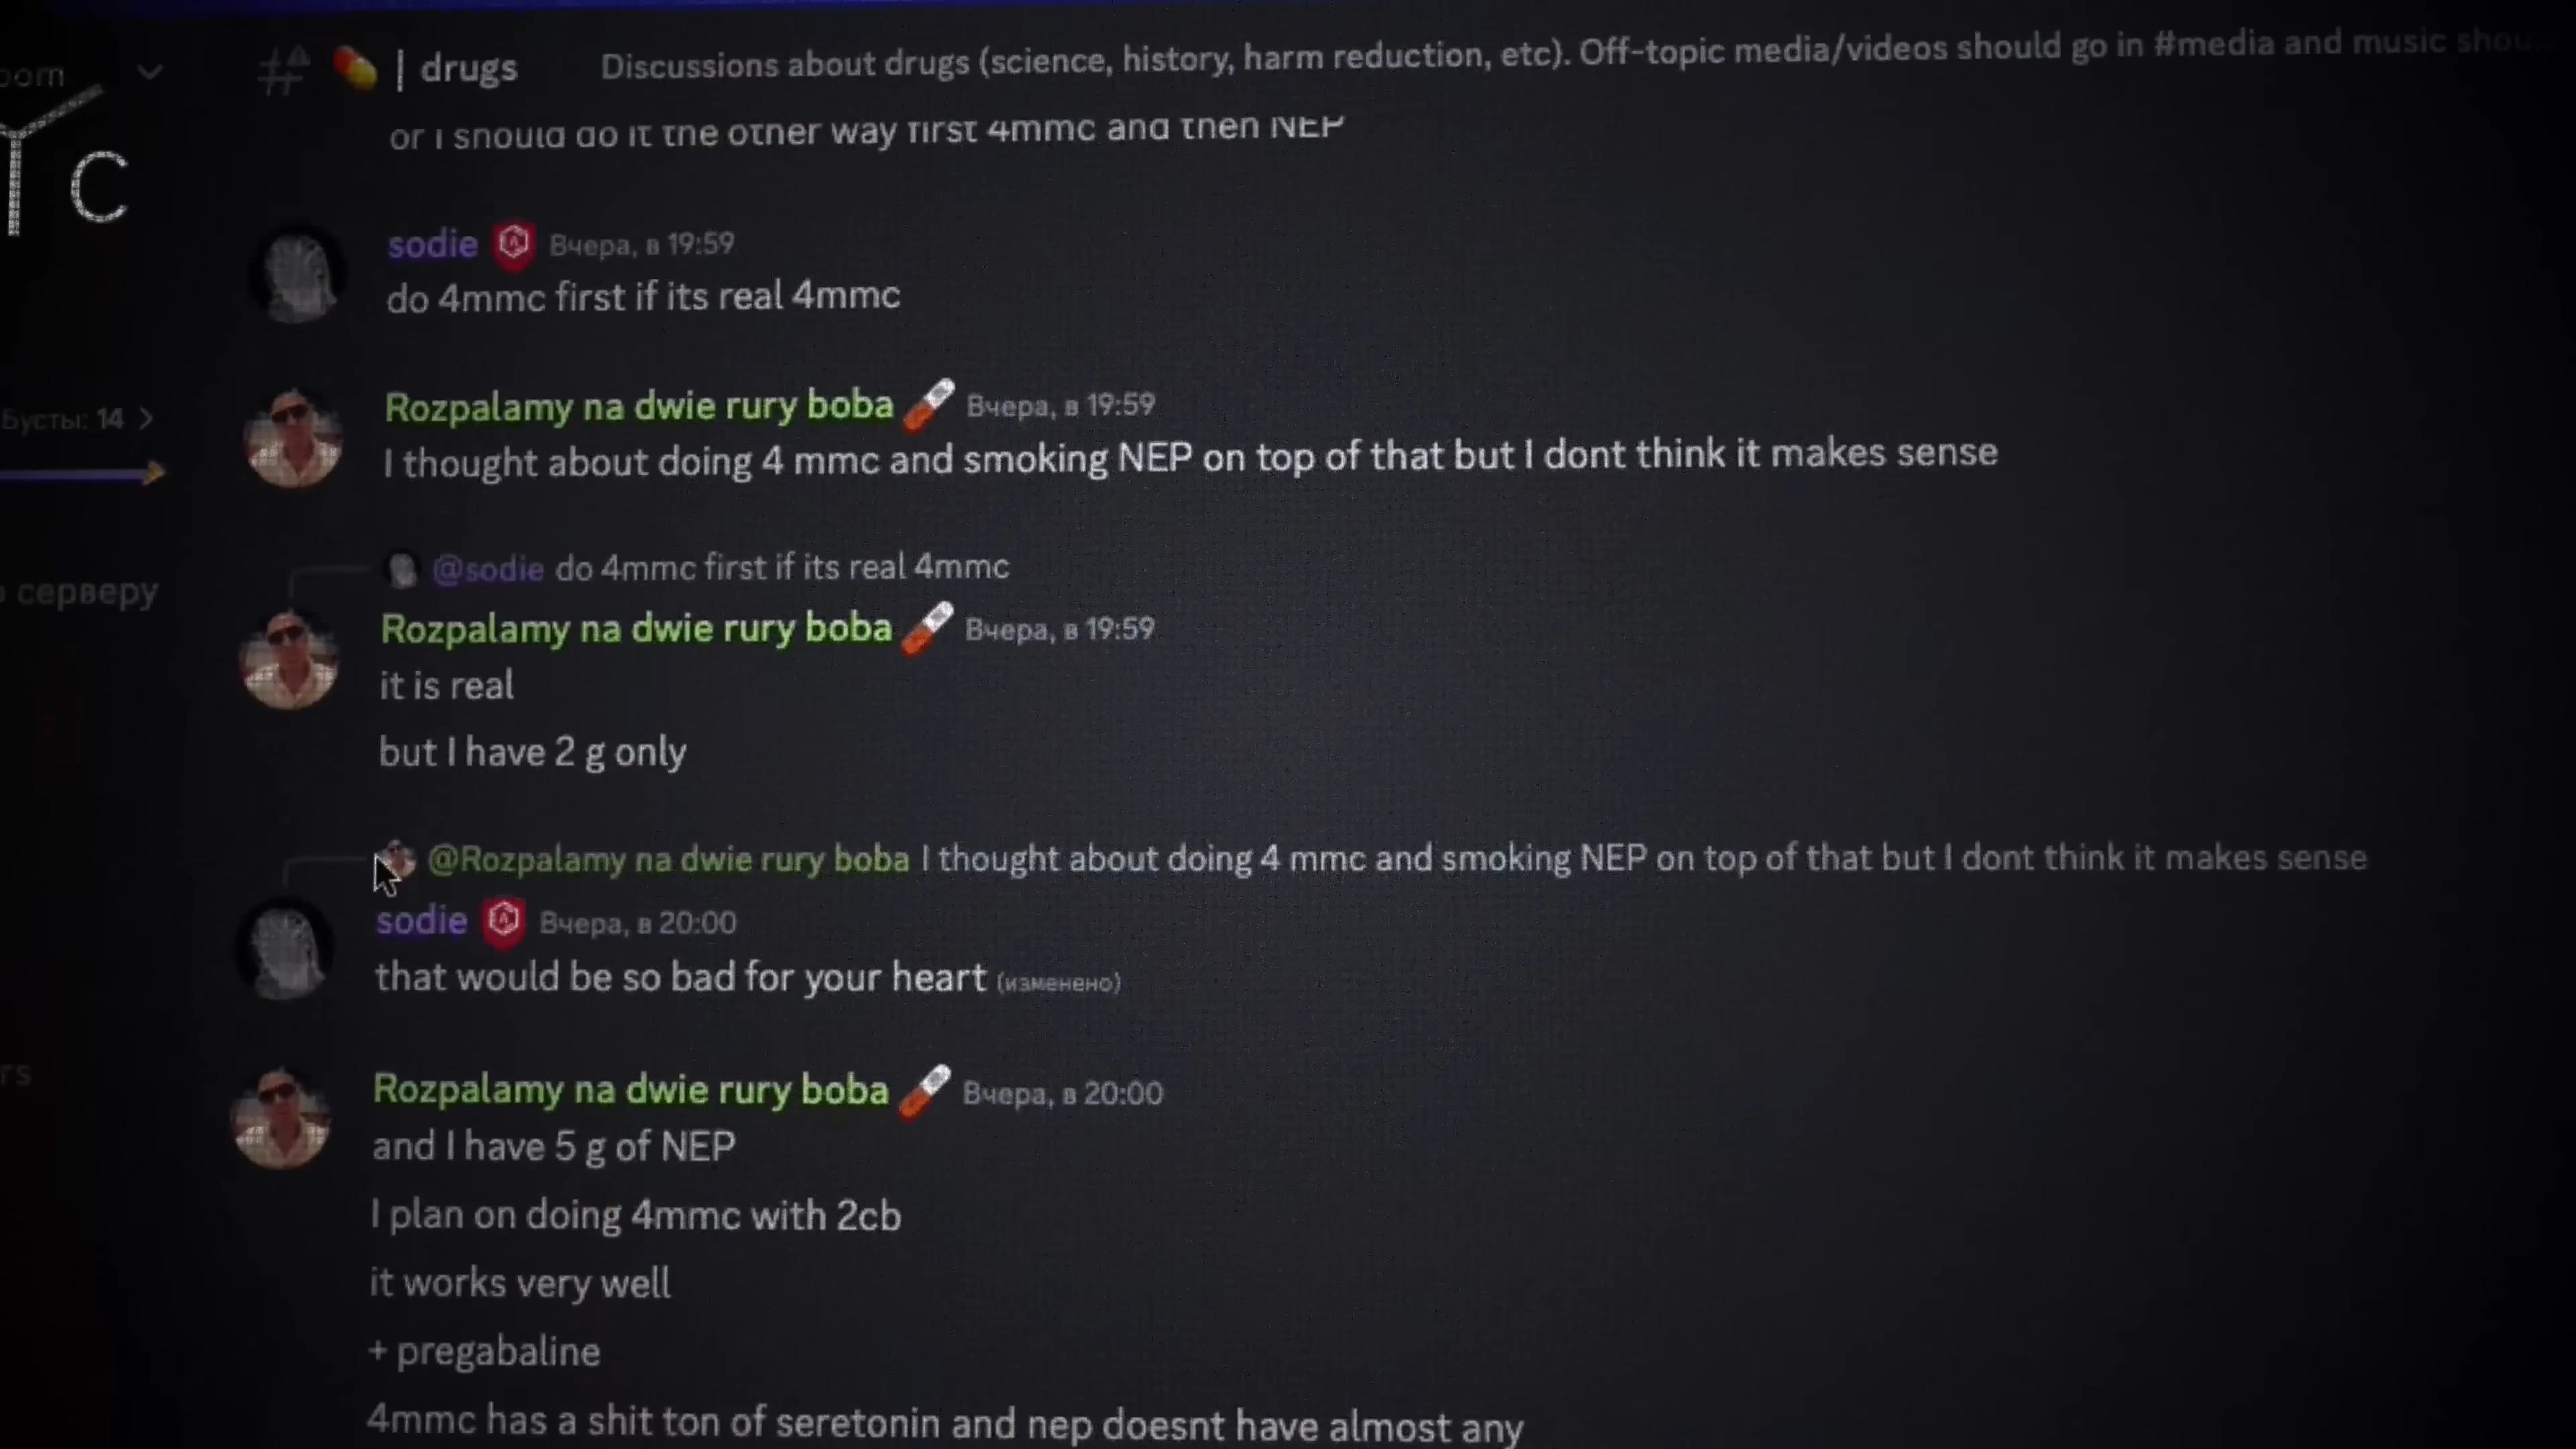 оом
# | drugs Discussions about drugs (science, history, harm reduction, etc). Off-topic media/videos should go in #media and music shou
or I should do it the other way first 4mmc and then NEP
C
sodie Вчера, в 19:59
do 4mmc first if its real 4mmc
Rozpalamy na dwie rury boba Вчера, в 19:59
Бусты: 14 >
I thought about doing 4 mmc and smoking NEP on top of that but I dont think it makes sense
@sodie do 4mmc first if its real 4mmc
серверу
Rozpalamy na dwie rury boba Вчера, в 19:59
it is real
but I have 2 g only
@Rozpalamy na dwie rury boba I thought about doing 4 mmc and smoking NEP on top of that but I dont think it makes sense
sodie Вчера, в 20:00
that would be so bad for your heart (изменено)
rs
Rozpalamy na dwie rury boba Вчера, в 20:00
and I have 5 g of NEP
I plan on doing 4mmc with 2cb
it works very well
+ pregabaline
4mmc has a shit ton of seretonin and nep doesnt have almost any